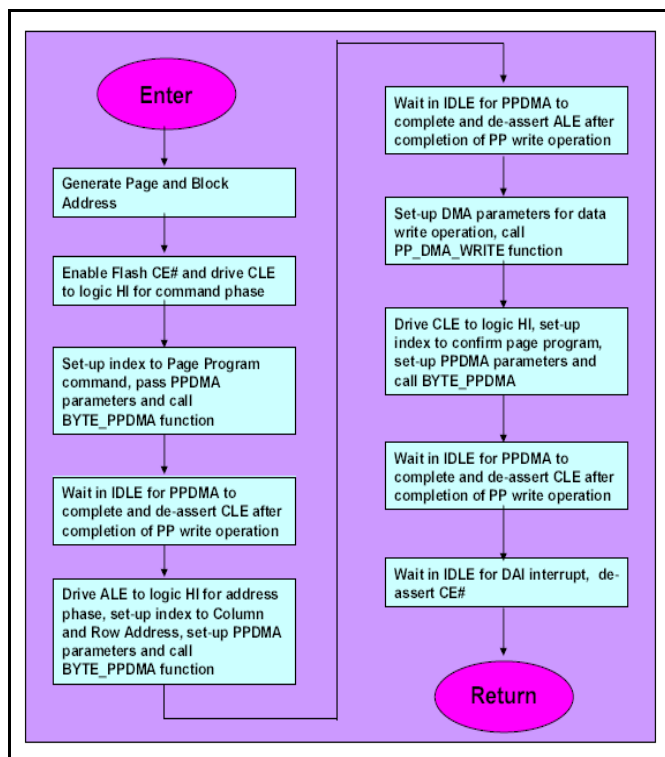 Enter
Generate Page and Block
Address
Enable Flash CE# and drive CLE
to logic HI for command phase
Set-up index to Page Program
command, pass PPDMA
parameters and call
BYTE_PPDMA function
Wait in IDLE for PPDMA to
complete and de-assert CLE after
completion of PP write operation
Drive ALE to logic HI for address
phase, set-up index to Column
and Row Address, set-up PPDMA
parameters and call
BYTE_PPDMA function
Wait in IDLE for PPDMA to
complete and de-assert ALE after
completion of PP write operation
Set-up DMA parameters for data
write operation, call
PP_DMA_WRITE function
Drive CLE to logic HI, set-up
index to confirm page program,
set-up PPDMA parameters and
call BYTE_PPDMA
Wait in IDLE for PPDMA to
complete and de-assert CLE after
completion of PP write operation
Wait in IDLE for DAI interrupt, de-
assert CE#
Return